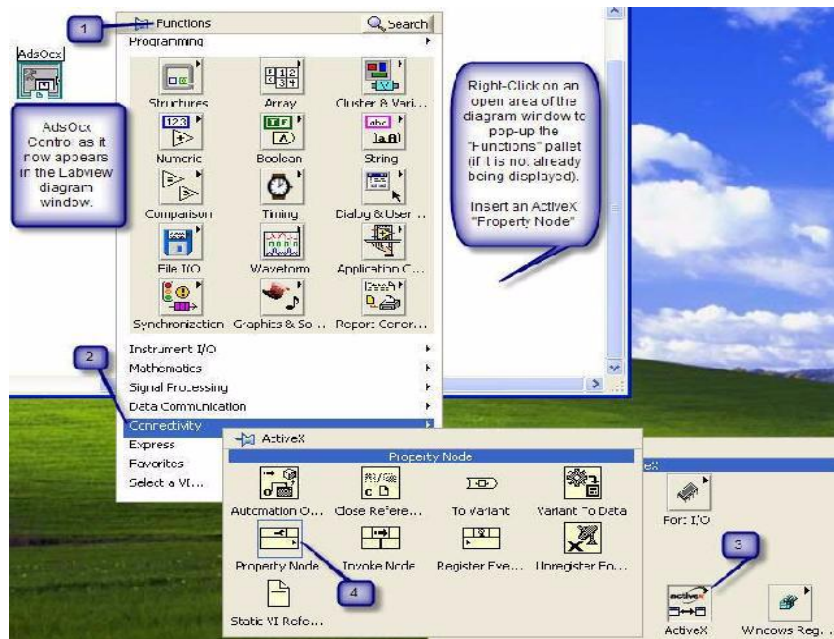 1
Functions
Search
Programming
Structures
Array
Cluster & Vari...
Numeric
Boolean
String
Comparison
Timing
Dialog & User ...
File I/O
Waveform
Application C...
Synchronization
Graphics & So...
Report Gener...
Instrument I/O
Mathematics
Signal Processing
Data Communication
Connectivity
Express
Favorites
Select a VI...
AdsOcx
AdsOcx
Control as it
now appears
in the Labview
diagram
window.
Right-Click on an
open area of the
diagram window to
pop-up the
"Functions" pallet
(if it is not already
being displayed).
Insert an ActiveX
"Property Node"
2
ActiveX
Property Node
Automation O...
Close Refere...
To Variant
Variant To Data
Property Node
Invoke Node
Register Eve...
Unregister Fo...
4
Static VI Refe...
Port I/O
3
ActiveX
Windows Reg...